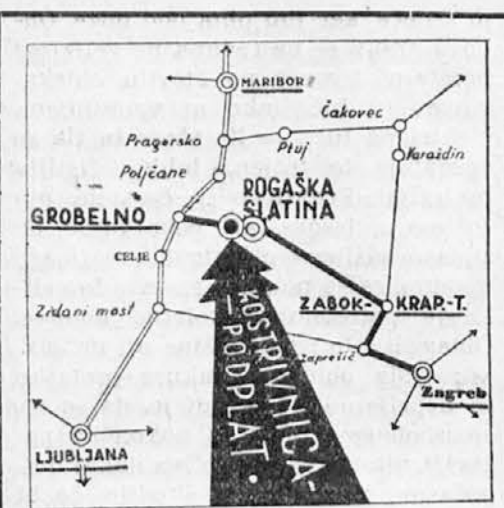 MARIBOR
Čakovec
Pragersko
Ptuj
Varaždin
Poljčane
ROGAŠKA
SLATINA
GROBELNO
CELJE
Zidani most
ZABOK-
KRAP.-T.
Zaprešić
Zagreb
KOSTRIVNICA-
- PODPLAT.
LJUBLJANA